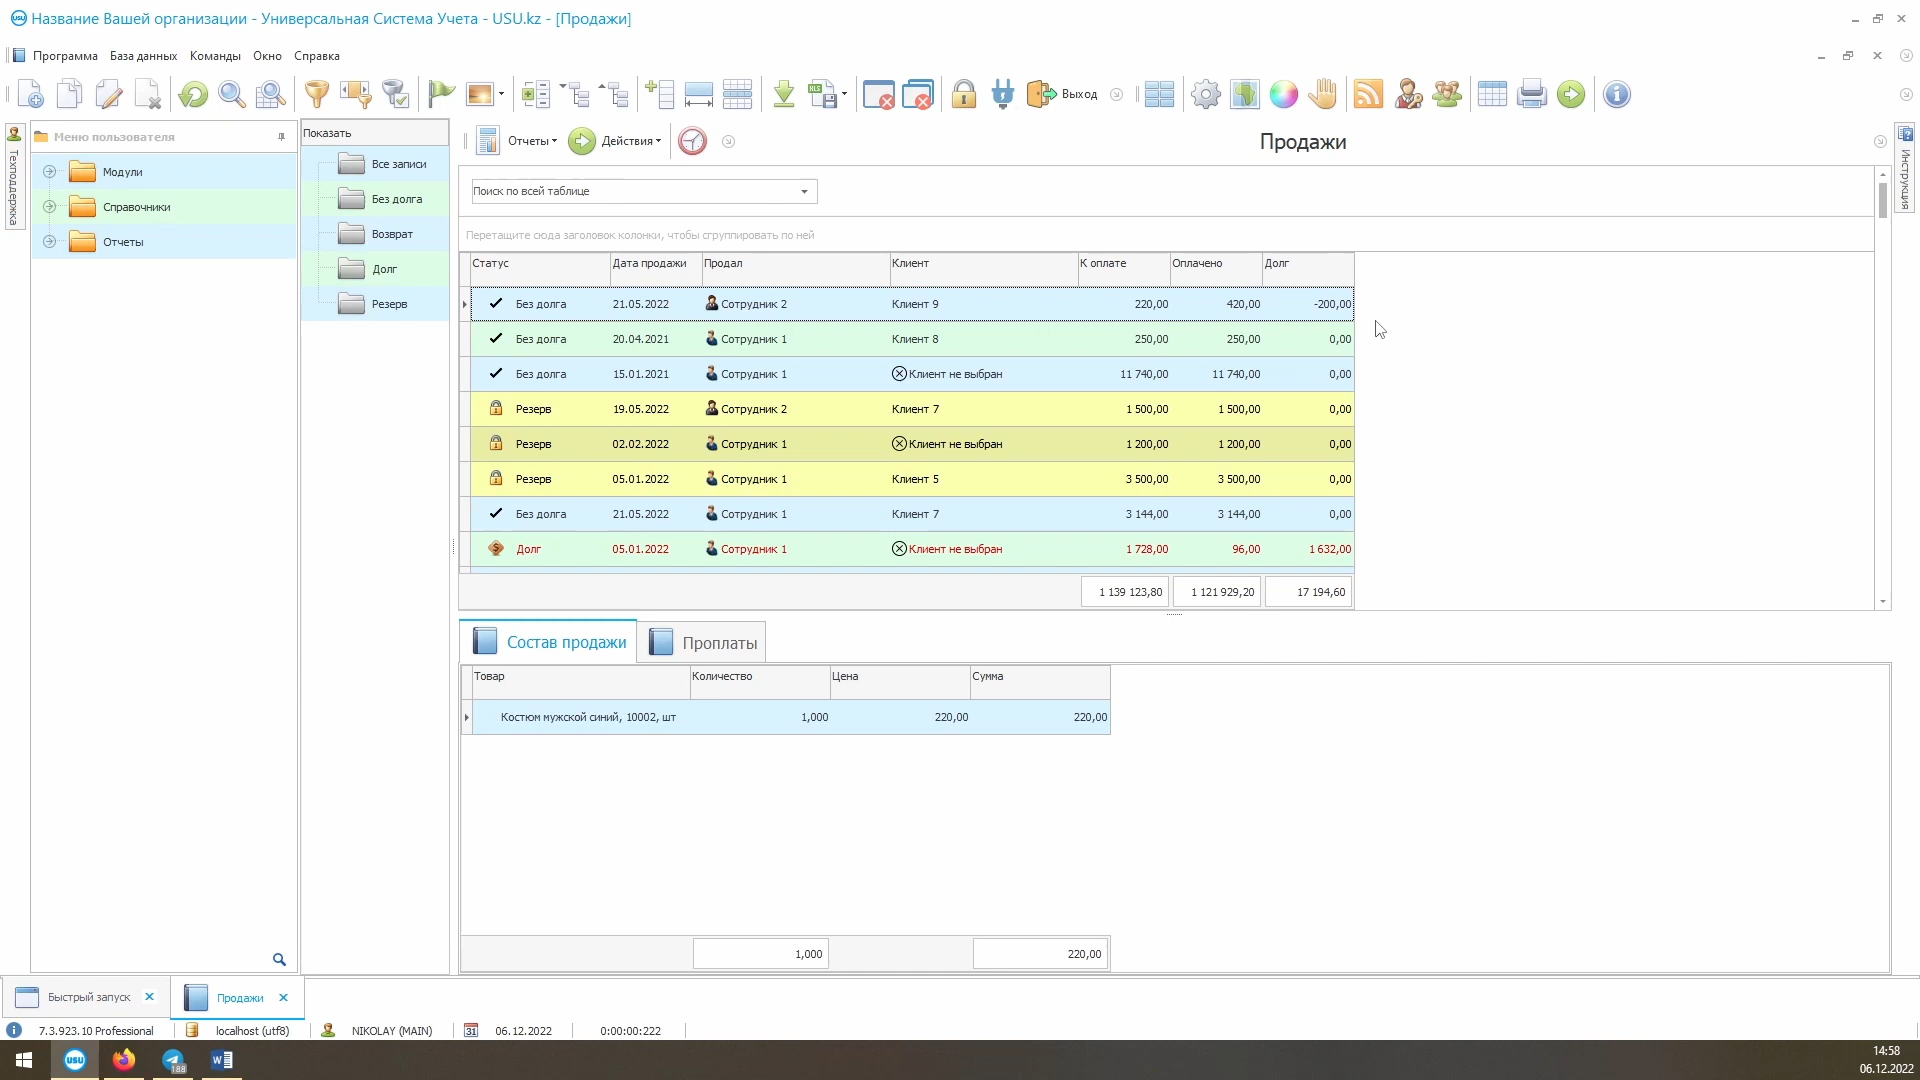 Название Вашей организации - Универсальная Система Учета - USU.kz - [Продажи]
Программа База данных Команды Окно Справка
Выход
Техподдержка
Меню пользователя
Модули
Справочники
Отчеты
Показать
Все записи
Без долга
Возврат
Долг
Резерв
Отчеты Действия
Продажи
Инструкция
Поиск по всей таблице
Перетащите сюда заголовок колонки, чтобы сгруппировать по ней
Статус Дата продажи Продал Клиент К оплате Оплачено Долг
Без долга 21.05.2022 Сотрудник 2 Клиент 9 220,00 420,00 -200,00
Без долга 20.04.2021 Сотрудник 1 Клиент 8 250,00 250,00 0,00
Без долга 15.01.2021 Сотрудник 1 Клиент не выбран 11 740,00 11 740,00 0,00
Резерв 19.05.2022 Сотрудник 2 Клиент 7 1 500,00 1 500,00 0,00
Резерв 02.02.2022 Сотрудник 1 Клиент не выбран 1 200,00 1 200,00 0,00
Резерв 05.01.2022 Сотрудник 1 Клиент 5 3 500,00 3 500,00 0,00
Без долга 21.05.2022 Сотрудник 1 Клиент 7 3 144,00 3 144,00 0,00
Долг 05.01.2022 Сотрудник 1 Клиент не выбран 1 728,00 96,00 1 632,00
1 139 123,80 1 121 929,20 17 194,60
Состав продажи Проплаты
Товар Количество Цена Сумма
Костюм мужской синий, 10002, шт 1,000 220,00 220,00
1,000 220,00
Быстрый запуск Продажи
7.3.923.10 Professional localhost (utf8) NIKOLAY (MAIN) 31 06.12.2022 0:00:00:222
USU 188 W 14:58
06.12.2022